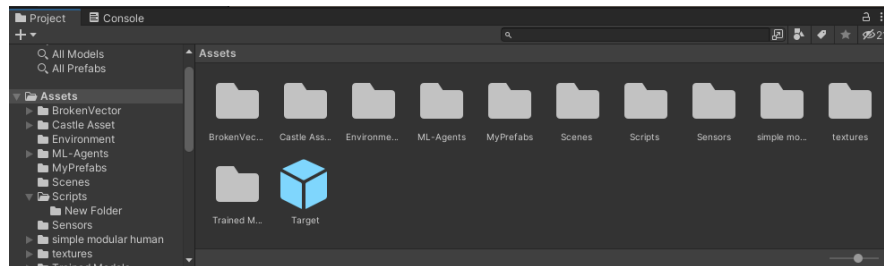 Project Console
All Models
All Prefabs
Assets
BrokenVector
Castle Asset
Environment
ML-Agents
MyPrefabs
Scenes
Scripts
New Folder
Sensors
simple modular human
textures
Trained Models
Assets
BrokenVec... Castle Ass... Environme... ML-Agents MyPrefabs Scenes Scripts Sensors simple mo... textures
Trained M... Target